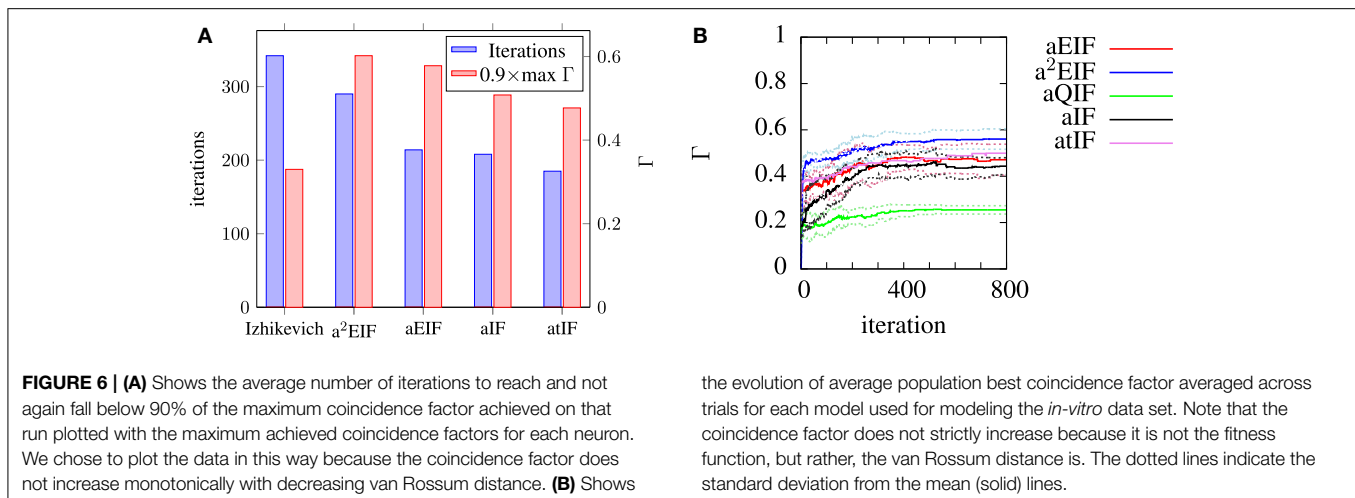 A
Iterations
0.9×max Γ
iterations
0
100
200
300
Γ
0
0.2
0.4
0.6
Izhikevich
a²EIF
aEIF
aIF
atIF
B
Γ
1
0.8
0.6
0.4
0.2
0
0
400
800
iteration
aEIF
a²EIF
aQIF
aIF
atIF
FIGURE 6 | (A) Shows the average number of iterations to reach and not
again fall below 90% of the maximum coincidence factor achieved on that
run plotted with the maximum achieved coincidence factors for each neuron.
We chose to plot the data in this way because the coincidence factor does
not increase monotonically with decreasing van Rossum distance. (B) Shows
the evolution of average population best coincidence factor averaged across
trials for each model used for modeling the in-vitro data set. Note that the
coincidence factor does not strictly increase because it is not the fitness
function, but rather, the van Rossum distance is. The dotted lines indicate the
standard deviation from the mean (solid) lines.